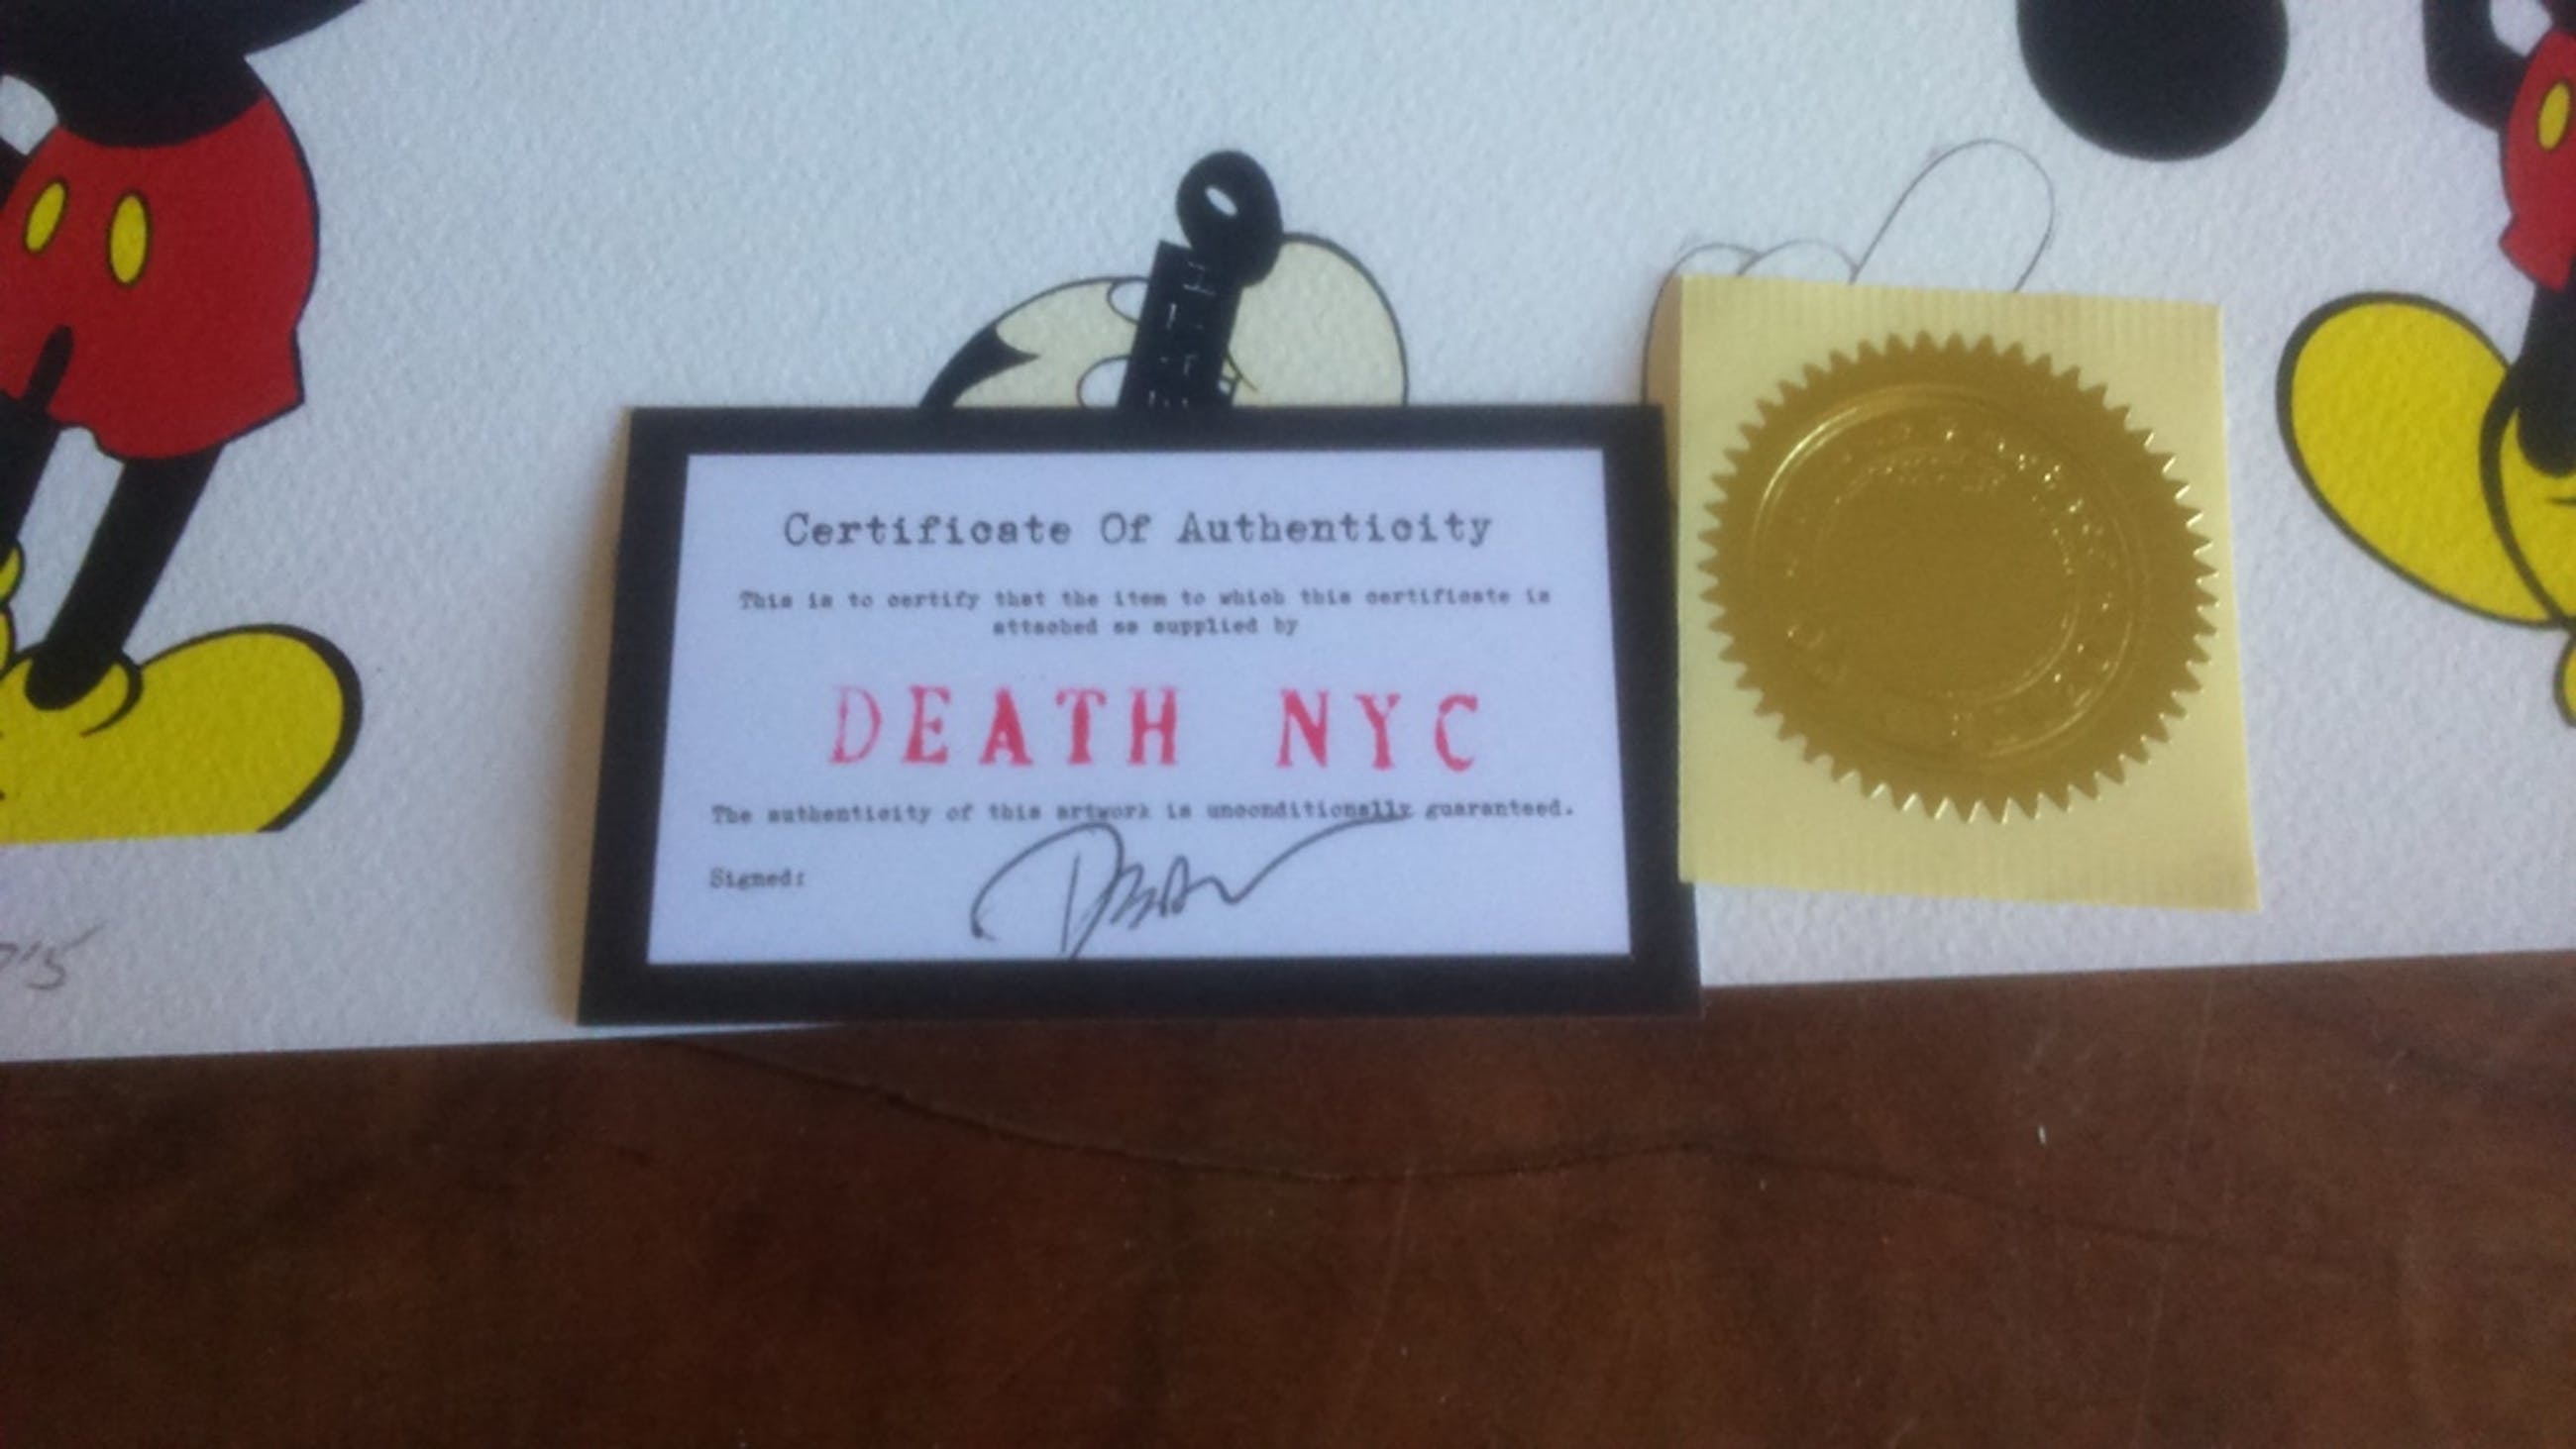 Certificate Of Authenticity
This is to certify that the item to which this certificate is
attached as supplied by
DEATH NYC
The authenticity of this artwork is unconditionally guaranteed.
Signed: